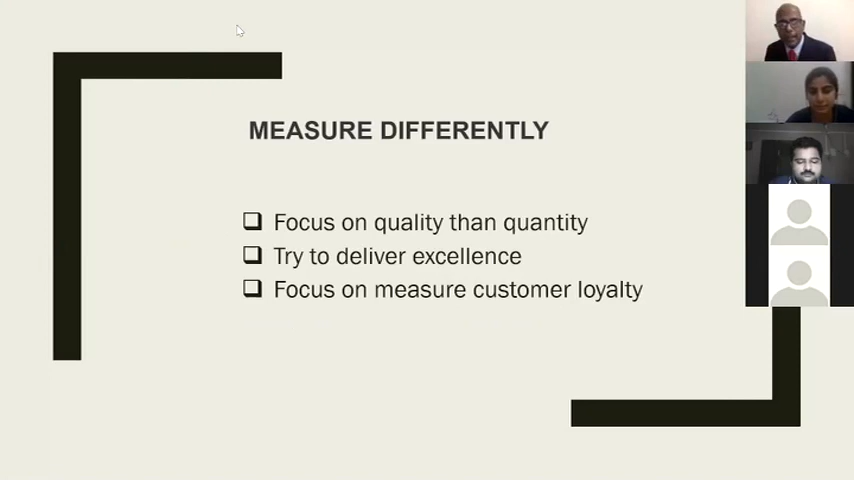 MEASURE DIFFERENTLY
Focus on quality than quantity
Try to deliver excellence
Focus on measure customer loyalty